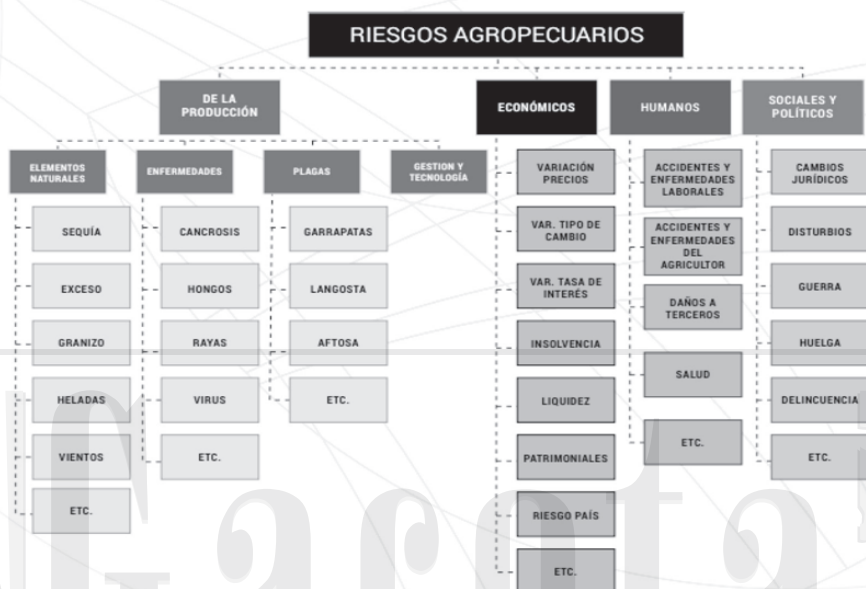 RIESGOS AGROPECUARIOS
DE LA
PRODUCCIÓN
ECONÓMICOS
HUMANOS
SOCIALES Y
POLÍTICOS
ELEMENTOS
NATURALES
ENFERMEDADES
PLAGAS
GESTION Y
TECNOLOGÍA
SEQUÍA
EXCESO
GRANIZO
HELADAS
VIENTOS
ETC.
CANCROSIS
HONGOS
RAYAS
VIRUS
ETC.
GARRAPATAS
LANGOSTA
AFTOSA
ETC.
VARIACIÓN
PRECIOS
VAR. TIPO DE
CAMBIO
VAR. TASA DE
INTERÉS
INSOLVENCIA
LIQUIDEZ
PATRIMONIALES
RIESGO PAÍS
ETC.
ACCIDENTES Y
ENFERMEDADES
LABORALES
ACCIDENTES Y
ENFERMEDADES
DEL
AGRICULTOR
DAÑOS A
TERCEROS
SALUD
ETC.
CAMBIOS
JURÍDICOS
DISTURBIOS
GUERRA
HUELGA
DELINCUENCIA
ETC.